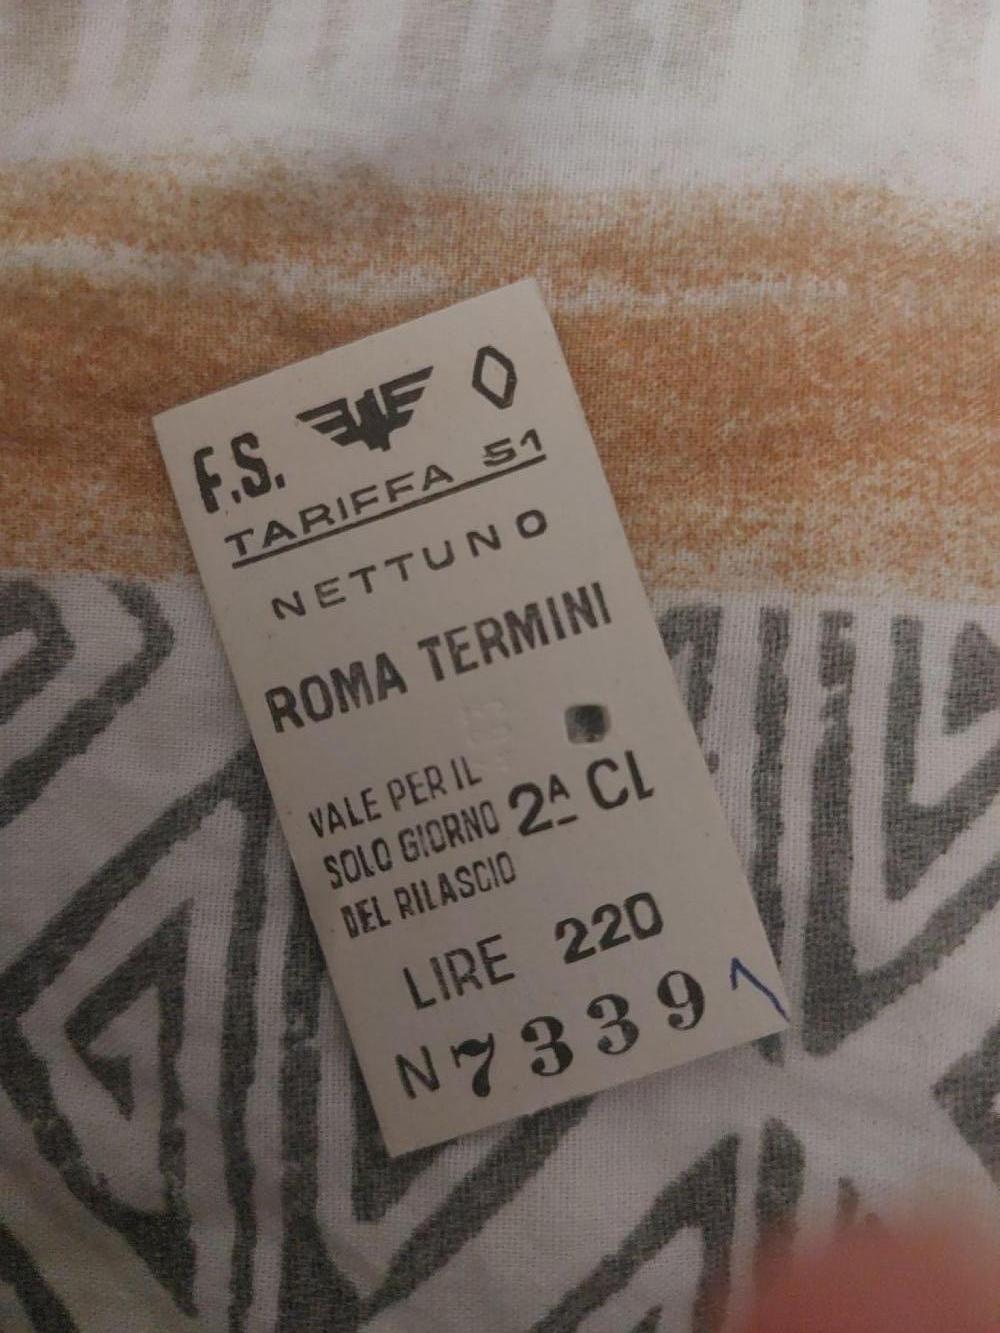 F.S.
TARIFFA 51
NETTUNO
ROMA TERMINI
VALE PER IL
SOLO GIORNO 2A CL
DEL RILASCIO
LIRE 220
N 7339